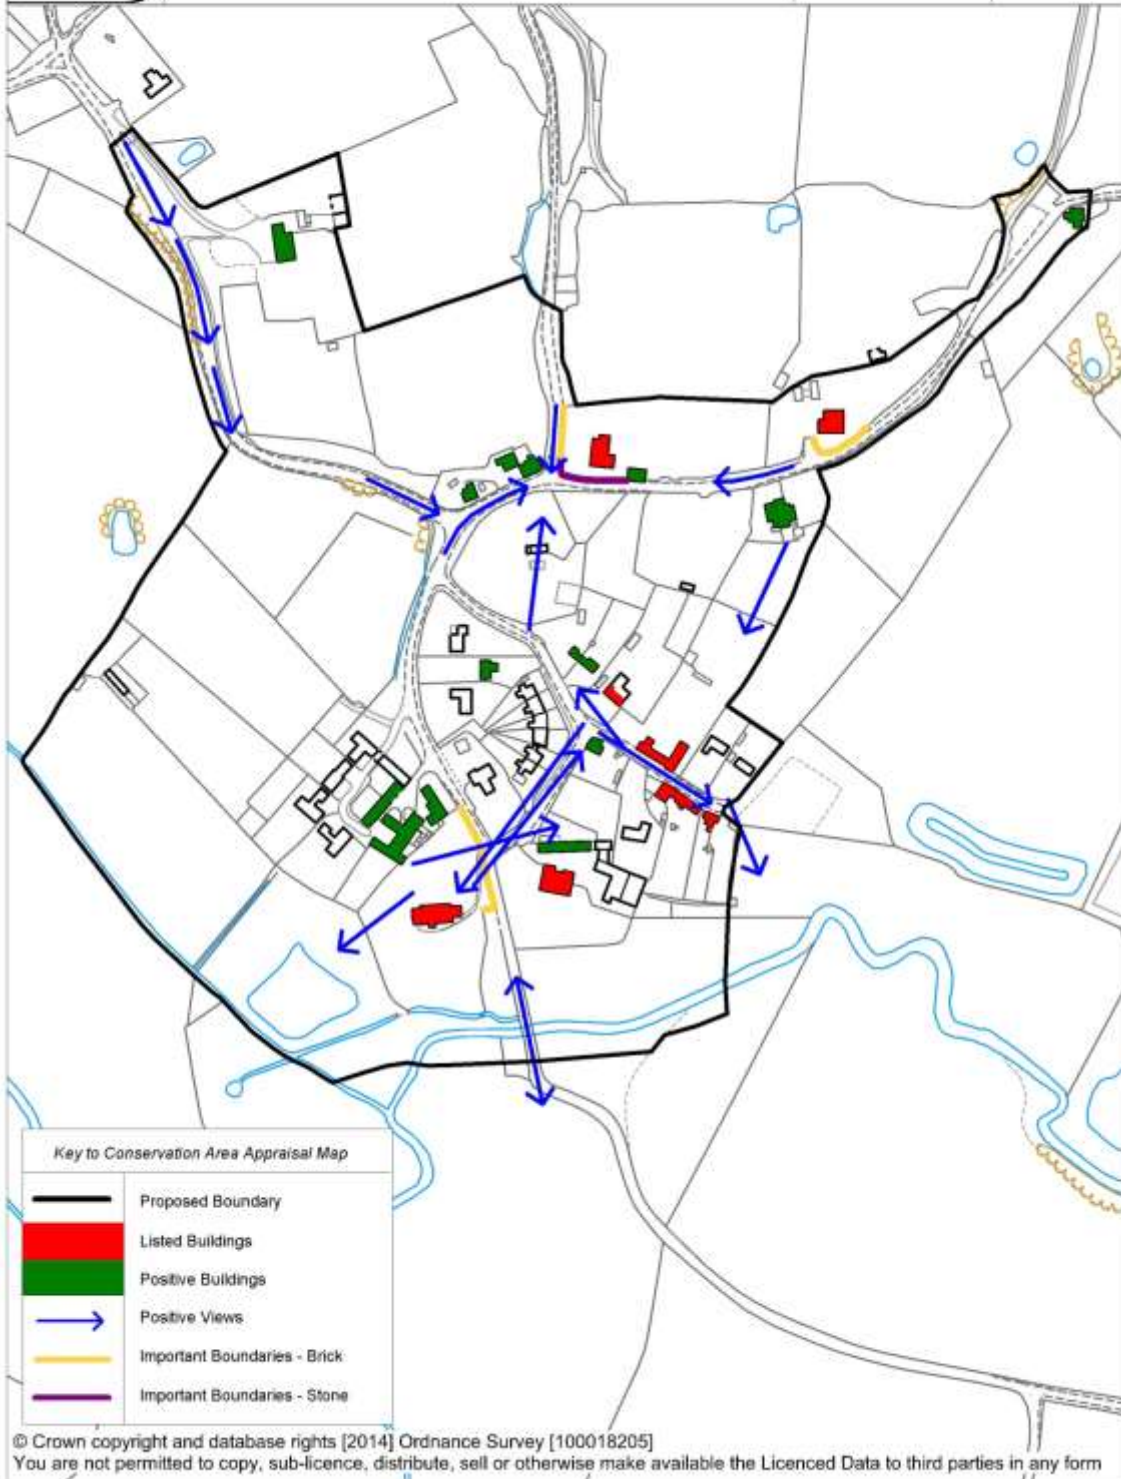 Key to Conservation Area Appraisal Map
Proposed Boundary
Listed Buildings
Positive Buildings
Positive Views
Important Boundaries - Brick
Important Boundaries - Stone
© Crown copyright and database rights [2014] Ordnance Survey [100018205]
You are not permitted to copy, sub-licence, distribute, sell or otherwise make available the Licenced Data to third parties in any form